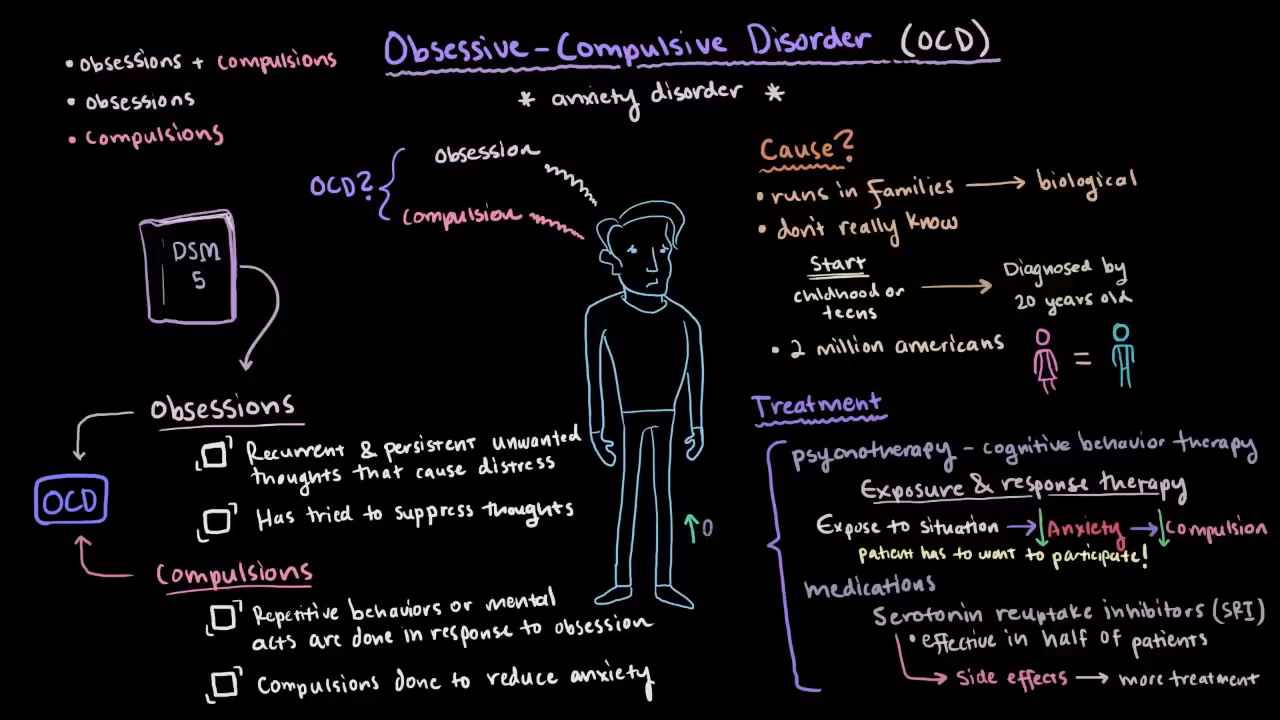 Obsessive-Compulsive Disorder (OCD)
* anxiety disorder *
• obsessions + compulsions
• obsessions
• compulsions
OCD?
obsession
compulsion
DSM
5
Obsessions
Recurrent & persistent unwanted
thoughts that cause distress
Has tried to suppress thoughts
OCD
Compulsions
Repetitive behaviors or mental
acts are done in response to obsession
Compulsions done to reduce anxiety
↑ 0
Cause?
• runs in families → biological
• don't really know
Start
childhood or
teens
→
Diagnosed by
20 years old
• 2 million americans
=
Treatment
psychotherapy - cognitive behavior therapy
Exposure & response therapy
Expose to situation → ↓ Anxiety → ↓ Compulsion
patient has to want to participate!
medications
Serotonin reuptake inhibitors (SRI)
• effective in half of patients
Side effects → more treatment